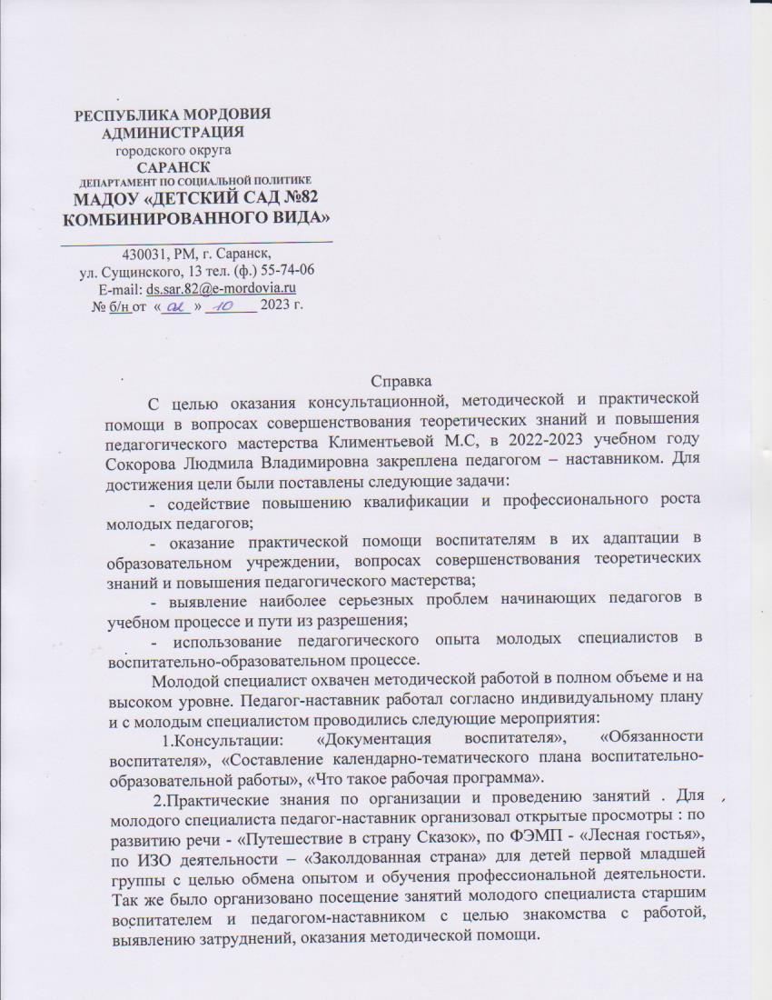 РЕСПУБЛИКА МОРДОВИЯ
АДМИНИСТРАЦИЯ
городского округа
САРАНСК
ДЕПАРТАМЕНТ ПО СОЦИАЛЬНОЙ ПОЛИТИКЕ
МАДОУ «ДЕТСКИЙ САД №82
КОМБИНИРОВАННОГО ВИДА»
430031, РМ, г. Саранск,
ул. Сущинского, 13 тел. (ф.) 55-74-06
E-mail: ds.sar.82@e-mordovia.ru
№ б/н от « » 10 2023 г.
Справка
С целью оказания консультационной, методической и практической
помощи в вопросах совершенствования теоретических знаний и повышения
педагогического мастерства Климентьевой М.С, в 2022-2023 учебном году
Сокорова Людмила Владимировна закреплена педагогом – наставником. Для
достижения цели были поставлены следующие задачи:
- содействие повышению квалификации и профессионального роста
молодых педагогов;
- оказание практической помощи воспитателям в их адаптации в
образовательном учреждении, вопросах совершенствования теоретических
знаний и повышения педагогического мастерства;
- выявление наиболее серьезных проблем начинающих педагогов в
учебном процессе и пути из разрешения;
- использование педагогического опыта молодых специалистов в
воспитательно-образовательном процессе.
Молодой специалист охвачен методической работой в полном объеме и на
высоком уровне. Педагог-наставник работал согласно индивидуальному плану
и с молодым специалистом проводились следующие мероприятия:
1.Консультации: «Документация воспитателя», «Обязанности
воспитателя», «Составление календарно-тематического плана воспитательно-
образовательной работы», «Что такое рабочая программа».
2.Практические знания по организации и проведению занятий . Для
молодого специалиста педагог-наставник организовал открытые просмотры : по
развитию речи - «Путешествие в страну Сказок», по ФЭМП - «Лесная гостья»,
по ИЗО деятельности – «Заколдованная страна» для детей первой младшей
группы с целью обмена опытом и обучения профессиональной деятельности.
Так же было организовано посещение занятий молодого специалиста старшим
воспитателем и педагогом-наставником с целью знакомства с работой,
выявлению затруднений, оказания методической помощи.